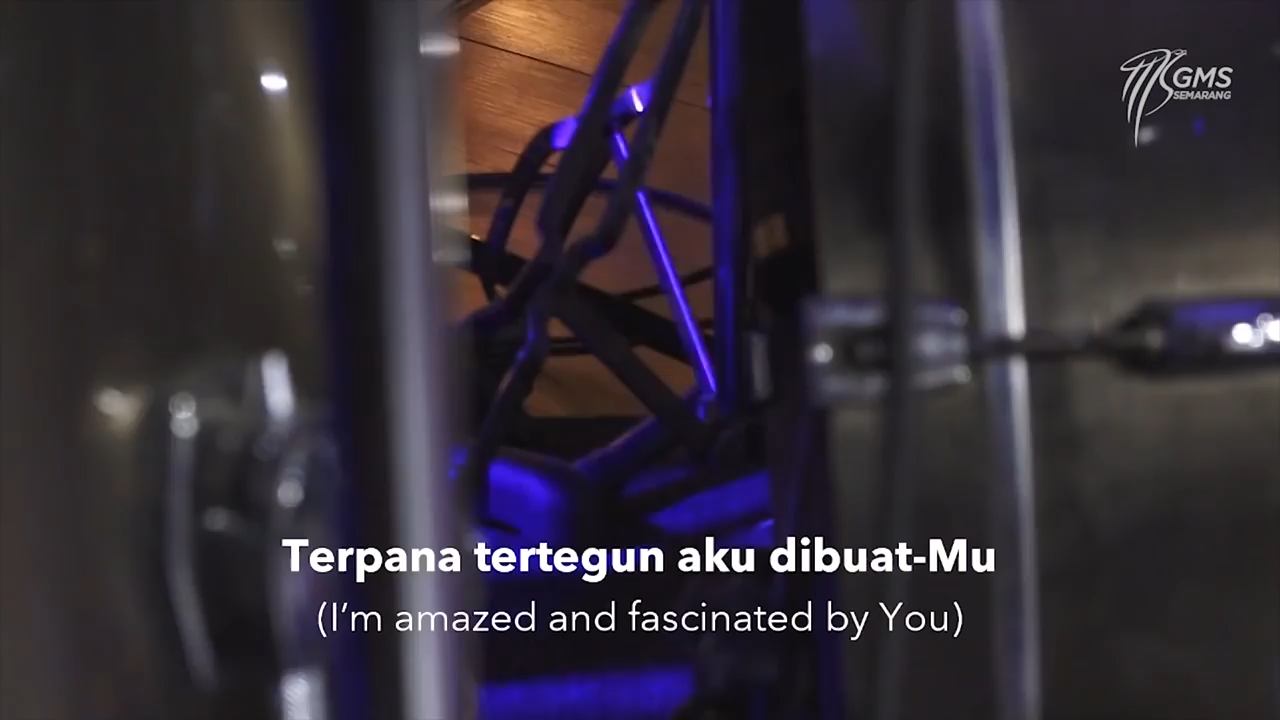 GMS
SEMARANG
Terpana tertegun aku dibuat-Mu
(I'm amazed and fascinated by You)